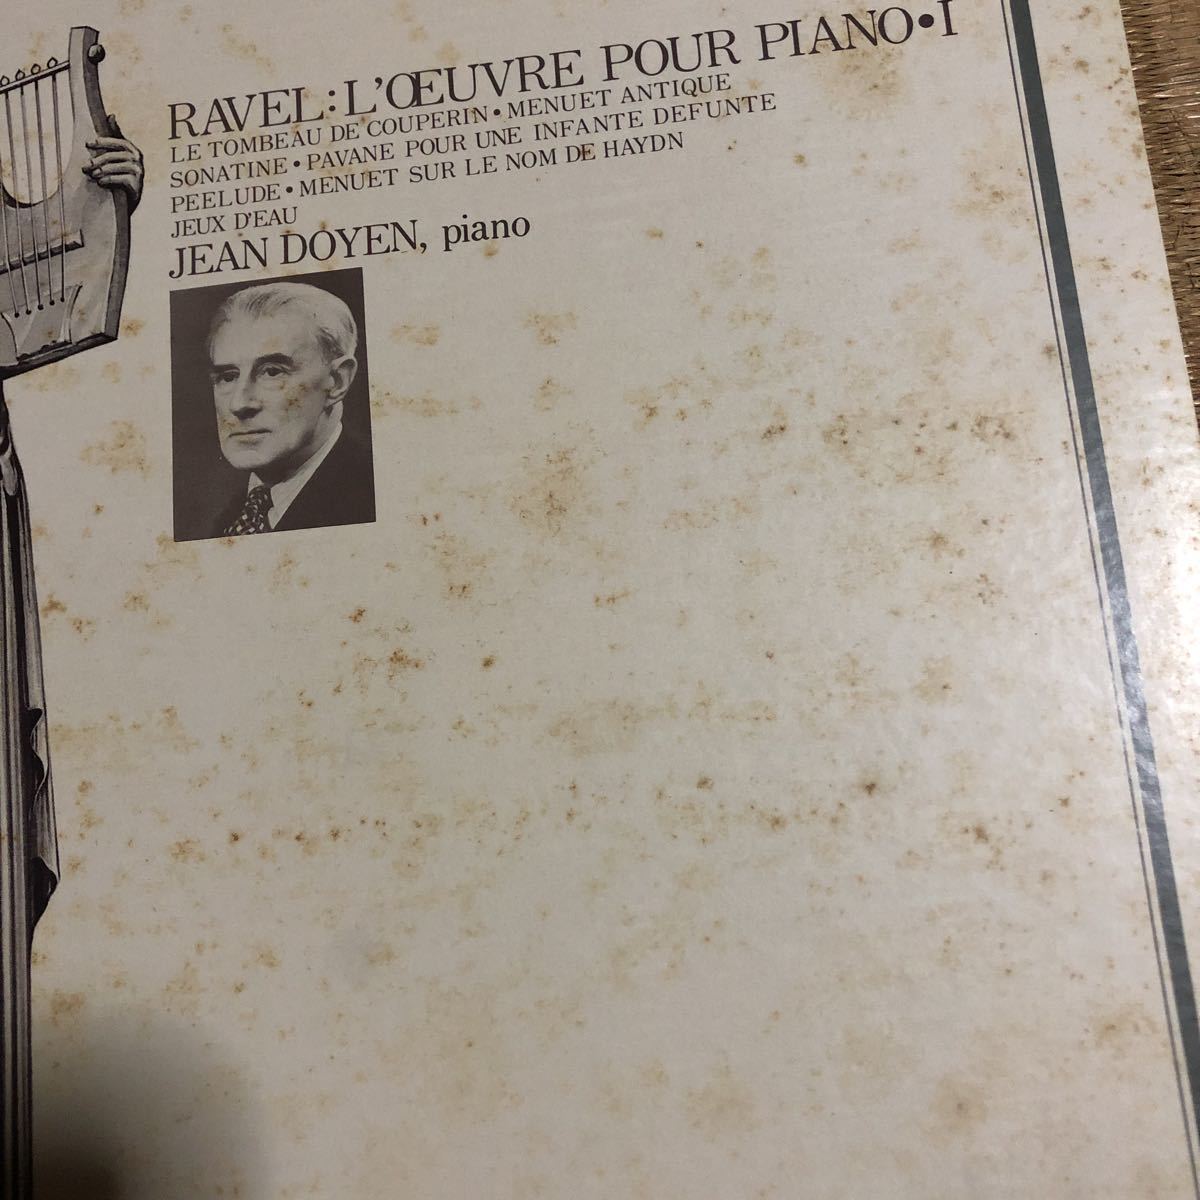 RAVEL: L'ŒUVRE POUR PIANO•I
LE TOMBEAU DE COUPERIN•MENUET ANTIQUE
SONATINE•PAVANE POUR UNE INFANTE DEFUNTE
PEELUDE•MENUET SUR LE NOM DE HAYDN
JEUX D'EAU
JEAN DOYEN, piano